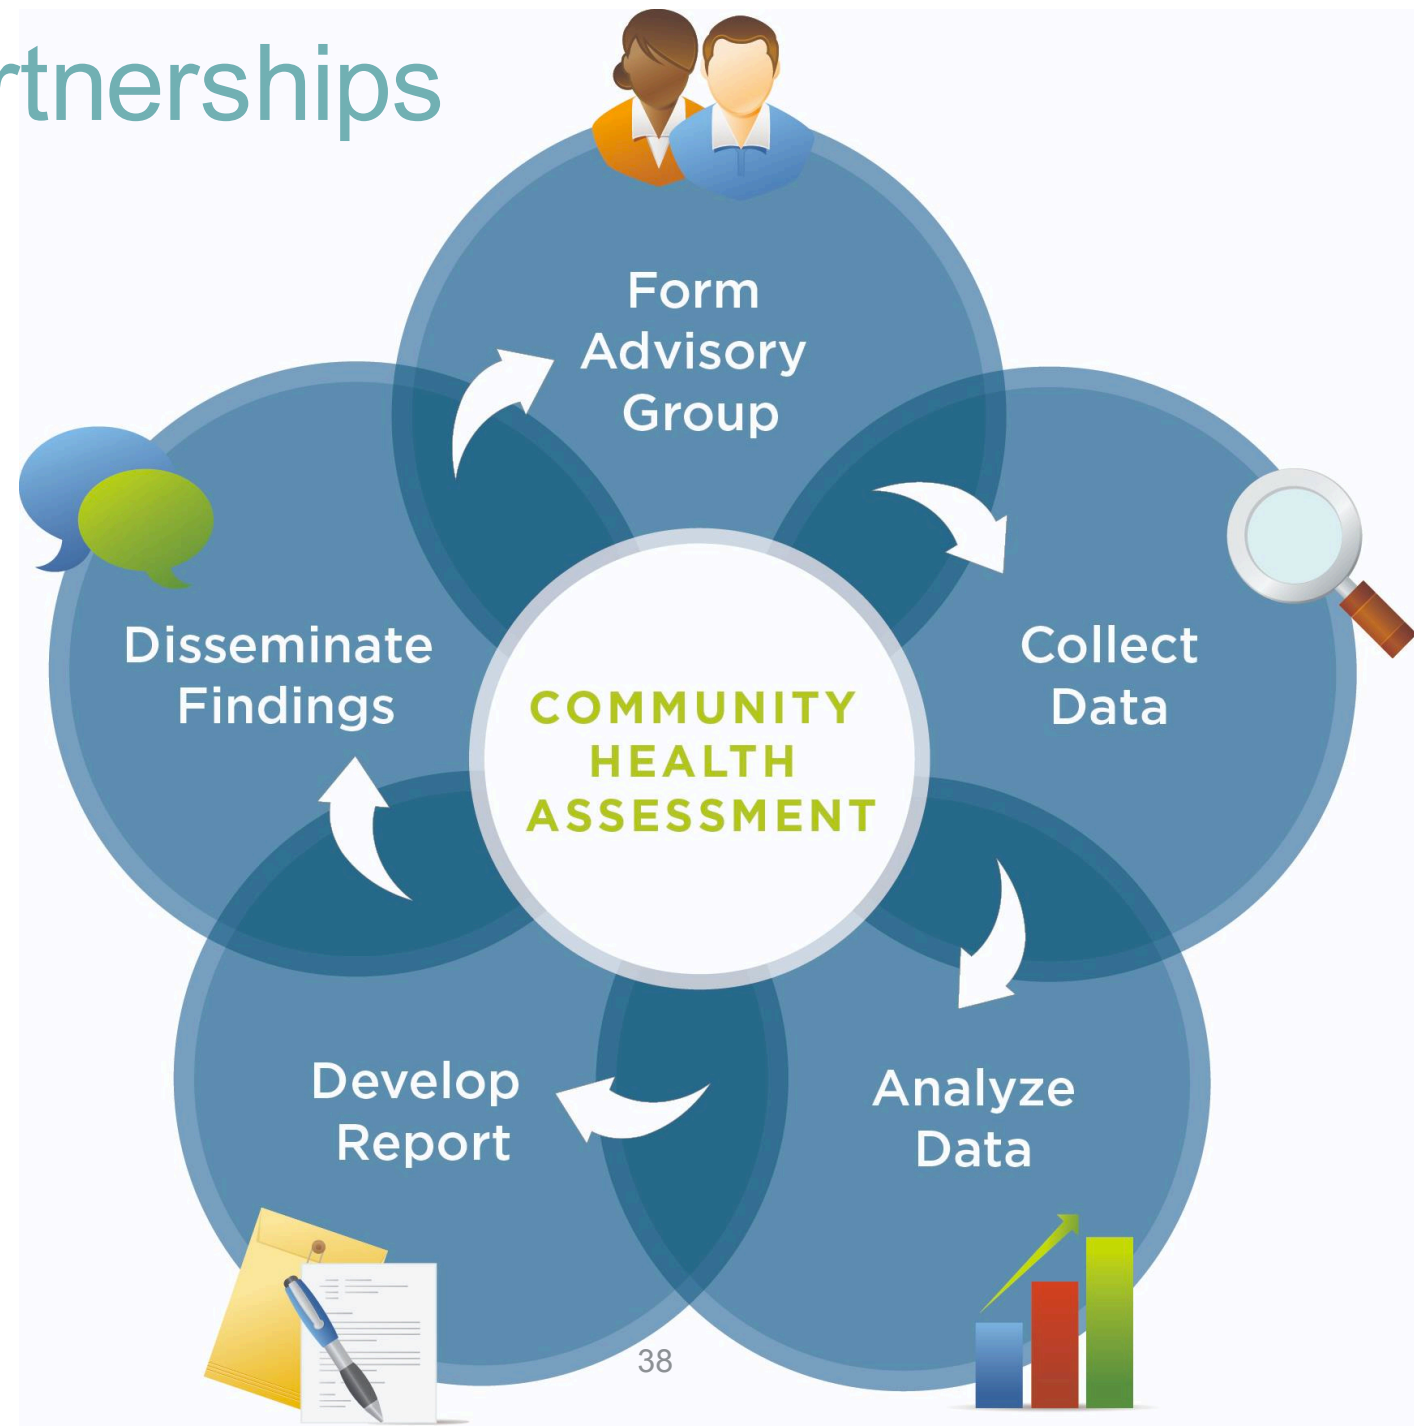 rtnerships
Form
Advisory
Group
Collect
Data
Analyze
Data
Develop
Report
Disseminate
Findings
COMMUNITY
HEALTH
ASSESSMENT
38